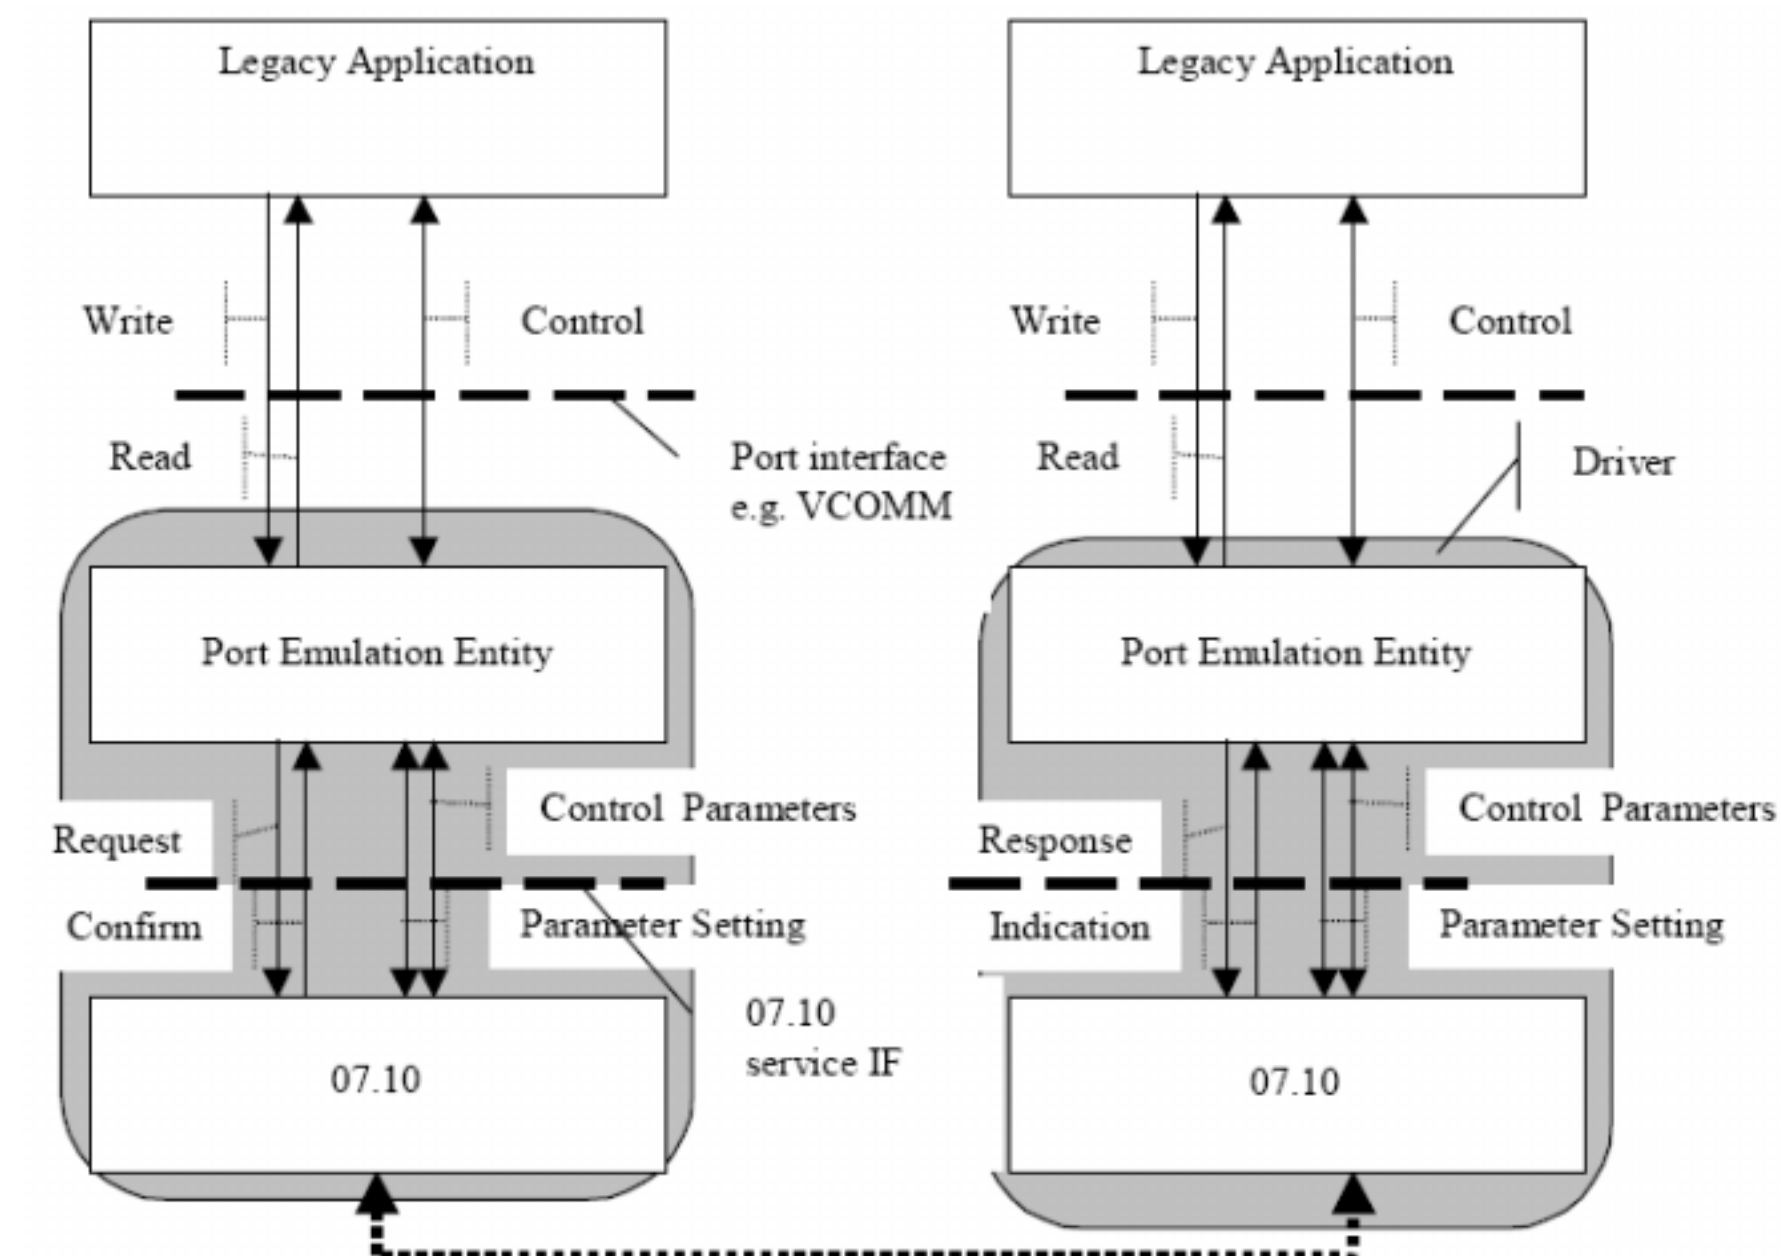 Legacy Application
Legacy Application
Write
Control
Write
Control
Read
Port interface
e.g. VCOMM
Read
Driver
Port Emulation Entity
Port Emulation Entity
Request
Control Parameters
Response
Control Parameters
Confirm
Parameter Setting
Indication
Parameter Setting
07.10
service IF
07.10
07.10